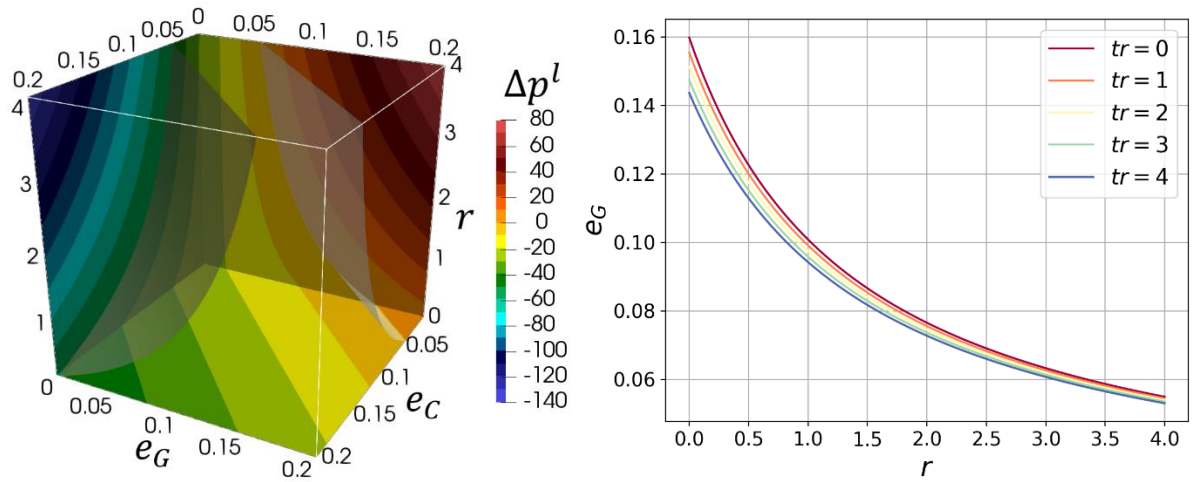 0 0.05 0.1 0.15 0.2
0.2 0.15 0.1 0.05
4 3 2 1 0
4 3 2 1 0
r
0 0.05 0.1 0.15 0.2
e_G
0.05 0.1 0.15 0.2
e_C
Δp^l
80
60
40
20
0
-20
-40
-60
-80
-100
-120
-140
0.16
0.14
0.12
0.10
0.08
0.06
e_G
tr = 0
tr = 1
tr = 2
tr = 3
tr = 4
0.0 0.5 1.0 1.5 2.0 2.5 3.0 3.5 4.0
r